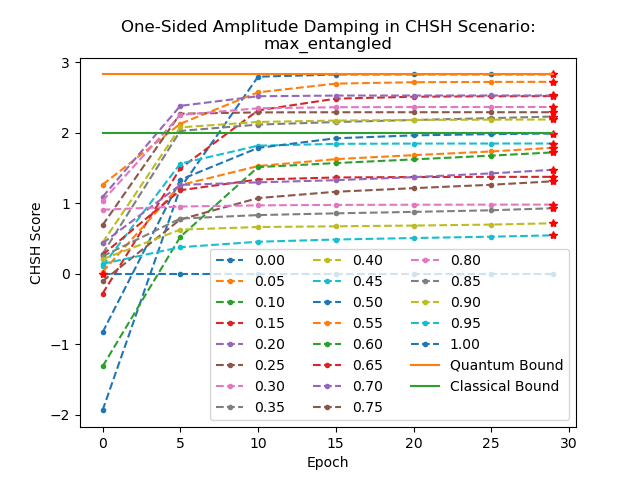 One-Sided Amplitude Damping in CHSH Scenario:
max_entangled
CHSH Score
3
2
1
0
−1
−2
0.00 0.40 0.80
0.05 0.45 0.85
0.10 0.50 0.90
0.15 0.55 0.95
0.20 0.60 1.00
0.25 0.65 Quantum Bound
0.30 0.70 Classical Bound
0.35 0.75
0 5 10 15 20 25 30
Epoch